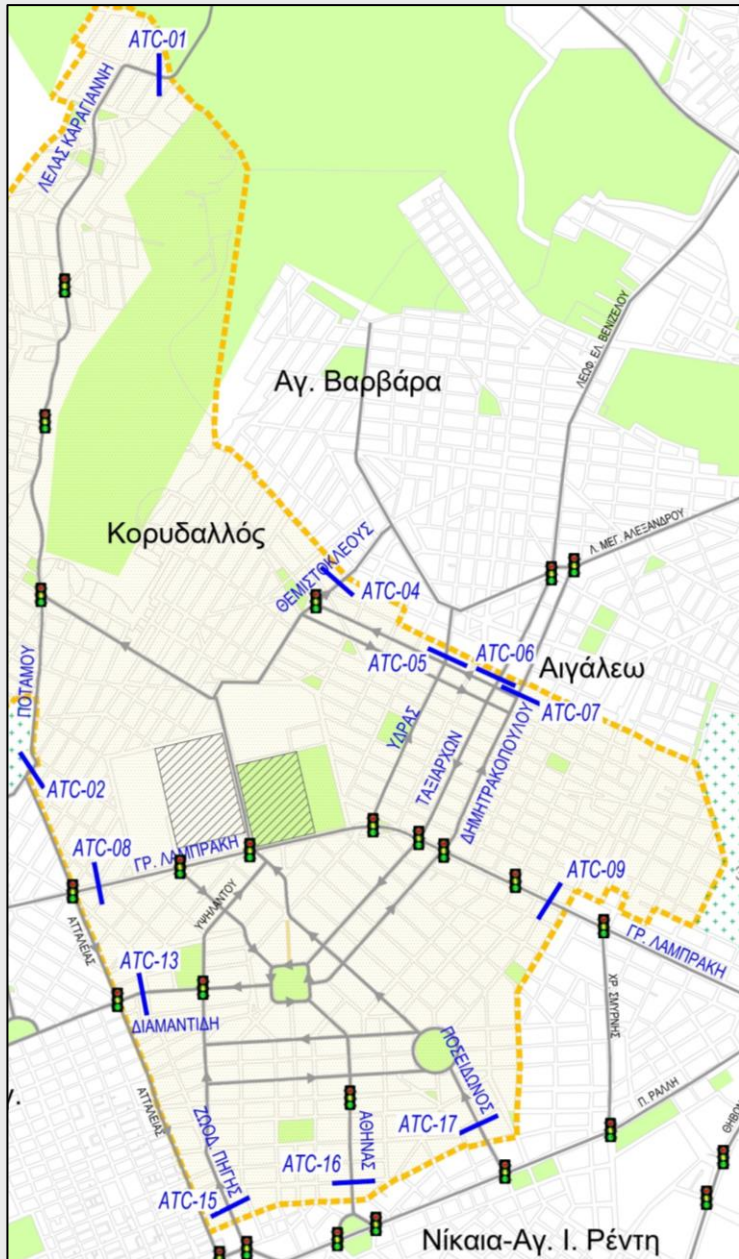 ATC-01
ΛΕΛΑΣ ΚΑΡΑΓΙΑΝΝΗ
ΛΕΩΦ. ΕΛ. ΒΕΝΙΖΕΛΟΥ
Αγ. Βαρβάρα
Λ. ΜΕΓ. ΑΛΕΞΑΝΔΡΟΥ
Κορυδαλλός
ΘΕΜΙΣΤΟΚΛΕΟΥΣ
ATC-04
ATC-05
ATC-06
Αιγάλεω
ATC-07
ΠΟΤΑΜΟΥ
ΥΔΡΑΣ
ΤΑΞΙΑΡΧΩΝ
ΔΗΜΗΤΡΑΚΟΠΟΥΛΟΥ
ATC-02
ATC-08
ΓΡ. ΛΑΜΠΡΑΚΗ
ATC-09
ΥΨΗΛΑΝΤΟΥ
ΓΡ. ΛΑΜΠΡΑΚΗ
ΑΤΤΑΛΕΙΑΣ
ATC-13
ΔΙΑΜΑΝΤΙΔΗ
ΧΡ. ΣΜΥΡΝΗΣ
ΠΟΣΕΙΔΩΝΟΣ
Π. ΡΑΛΛΗ
ΑΤΤΑΛΕΙΑΣ
ΖΩΟΔ. ΠΗΓΗΣ
ΑΘΗΝΑΣ
ATC-17
ATC-16
ATC-15
Νίκαια-Αγ. Ι. Ρέντη